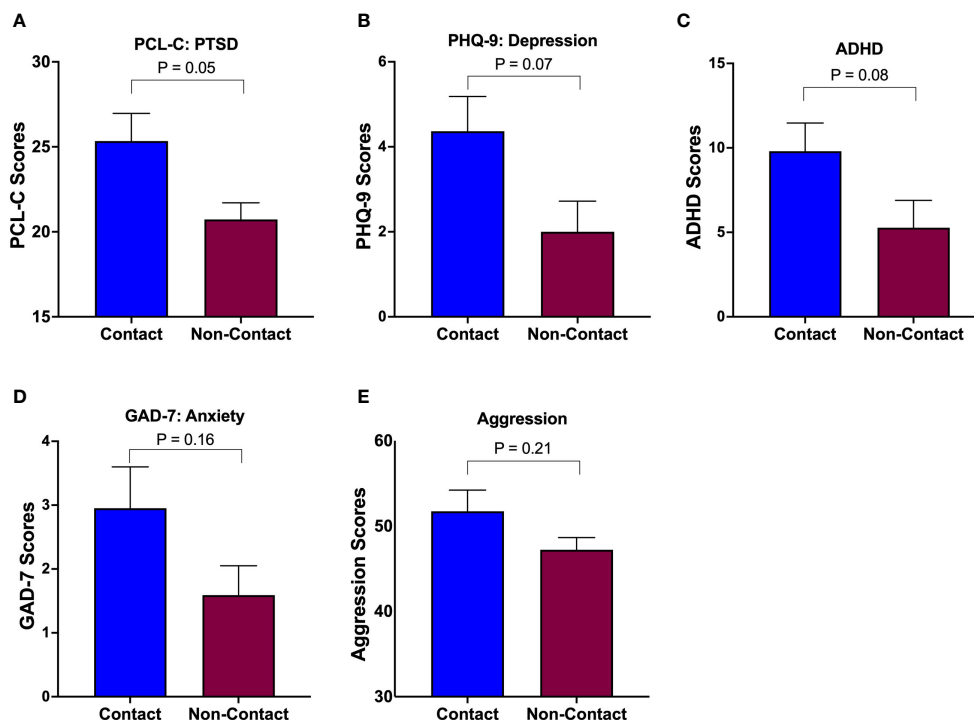 A
PCL-C: PTSD
P = 0.05
PCL-C Scores
30
25
20
15
Contact Non-Contact
B
PHQ-9: Depression
P = 0.07
PHQ-9 Scores
6
4
2
0
Contact Non-Contact
C
ADHD
P = 0.08
ADHD Scores
15
10
5
0
Contact Non-Contact
D
GAD-7: Anxiety
P = 0.16
GAD-7 Scores
4
3
2
1
0
Contact Non-Contact
E
Aggression
P = 0.21
Aggression Scores
60
50
40
30
Contact Non-Contact